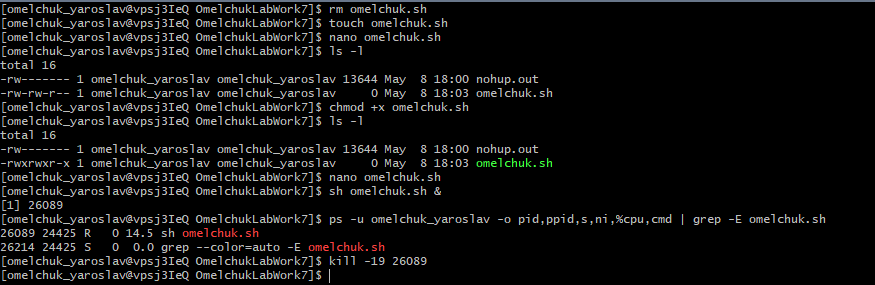 [omelchuk_yaroslav@vpsj3IeQ OmelchukLabWork7]$ rm omelchuk.sh
[omelchuk_yaroslav@vpsj3IeQ OmelchukLabWork7]$ touch omelchuk.sh
[omelchuk_yaroslav@vpsj3IeQ OmelchukLabWork7]$ nano omelchuk.sh
[omelchuk_yaroslav@vpsj3IeQ OmelchukLabWork7]$ ls -l
total 16
-rw------- 1 omelchuk_yaroslav omelchuk_yaroslav 13644 May  8 18:00 nohup.out
-rw-rw-r-- 1 omelchuk_yaroslav omelchuk_yaroslav     0 May  8 18:03 omelchuk.sh
[omelchuk_yaroslav@vpsj3IeQ OmelchukLabWork7]$ chmod +x omelchuk.sh
[omelchuk_yaroslav@vpsj3IeQ OmelchukLabWork7]$ ls -l
total 16
-rw------- 1 omelchuk_yaroslav omelchuk_yaroslav 13644 May  8 18:00 nohup.out
-rwxrwxr-x 1 omelchuk_yaroslav omelchuk_yaroslav     0 May  8 18:03 omelchuk.sh
[omelchuk_yaroslav@vpsj3IeQ OmelchukLabWork7]$ nano omelchuk.sh
[omelchuk_yaroslav@vpsj3IeQ OmelchukLabWork7]$ sh omelchuk.sh &
[1] 26089
[omelchuk_yaroslav@vpsj3IeQ OmelchukLabWork7]$ ps -u omelchuk_yaroslav -o pid,ppid,s,ni,%cpu,cmd | grep -E omelchuk.sh
26089 24425 R   0 14.5 sh omelchuk.sh
26214 24425 S   0  0.0 grep --color=auto -E omelchuk.sh
[omelchuk_yaroslav@vpsj3IeQ OmelchukLabWork7]$ kill -19 26089
[omelchuk_yaroslav@vpsj3IeQ OmelchukLabWork7]$